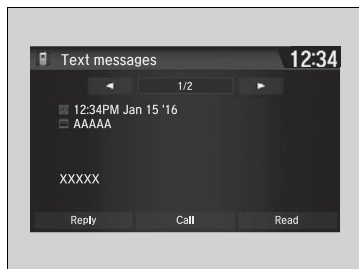 Text messages 12:34
1/2
12:34PM Jan 15 '16
AAAAA
XXXXX
Reply Call Read